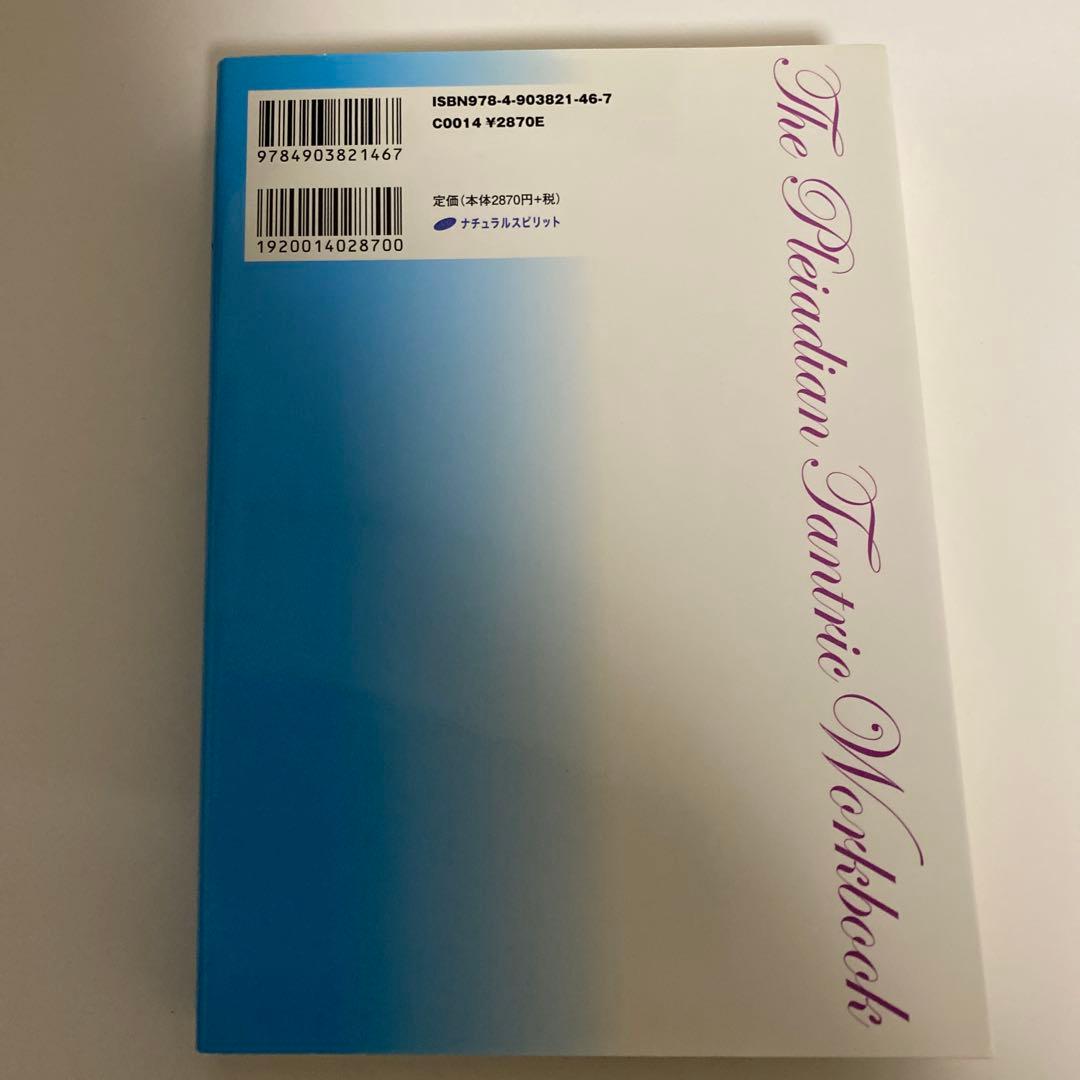 ISBN978-4-903821-46-7
C0014 ¥2870E
9784903821467
定価(本体2870円+税)
ナチュラルスピリット
1920014028700
The Pleiadian Tantric Workbook